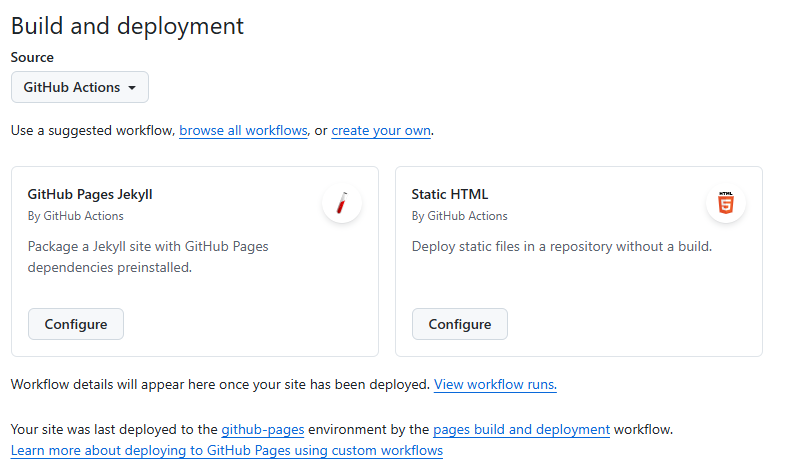 Build and deployment
Source
GitHub Actions
Use a suggested workflow, browse all workflows, or create your own.
GitHub Pages Jekyll
By GitHub Actions
Package a Jekyll site with GitHub Pages
dependencies preinstalled.
Configure
Static HTML
By GitHub Actions
Deploy static files in a repository without a build.
HTML
5
Configure
Workflow details will appear here once your site has been deployed. View workflow runs.
Your site was last deployed to the github-pages environment by the pages build and deployment workflow.
Learn more about deploying to GitHub Pages using custom workflows